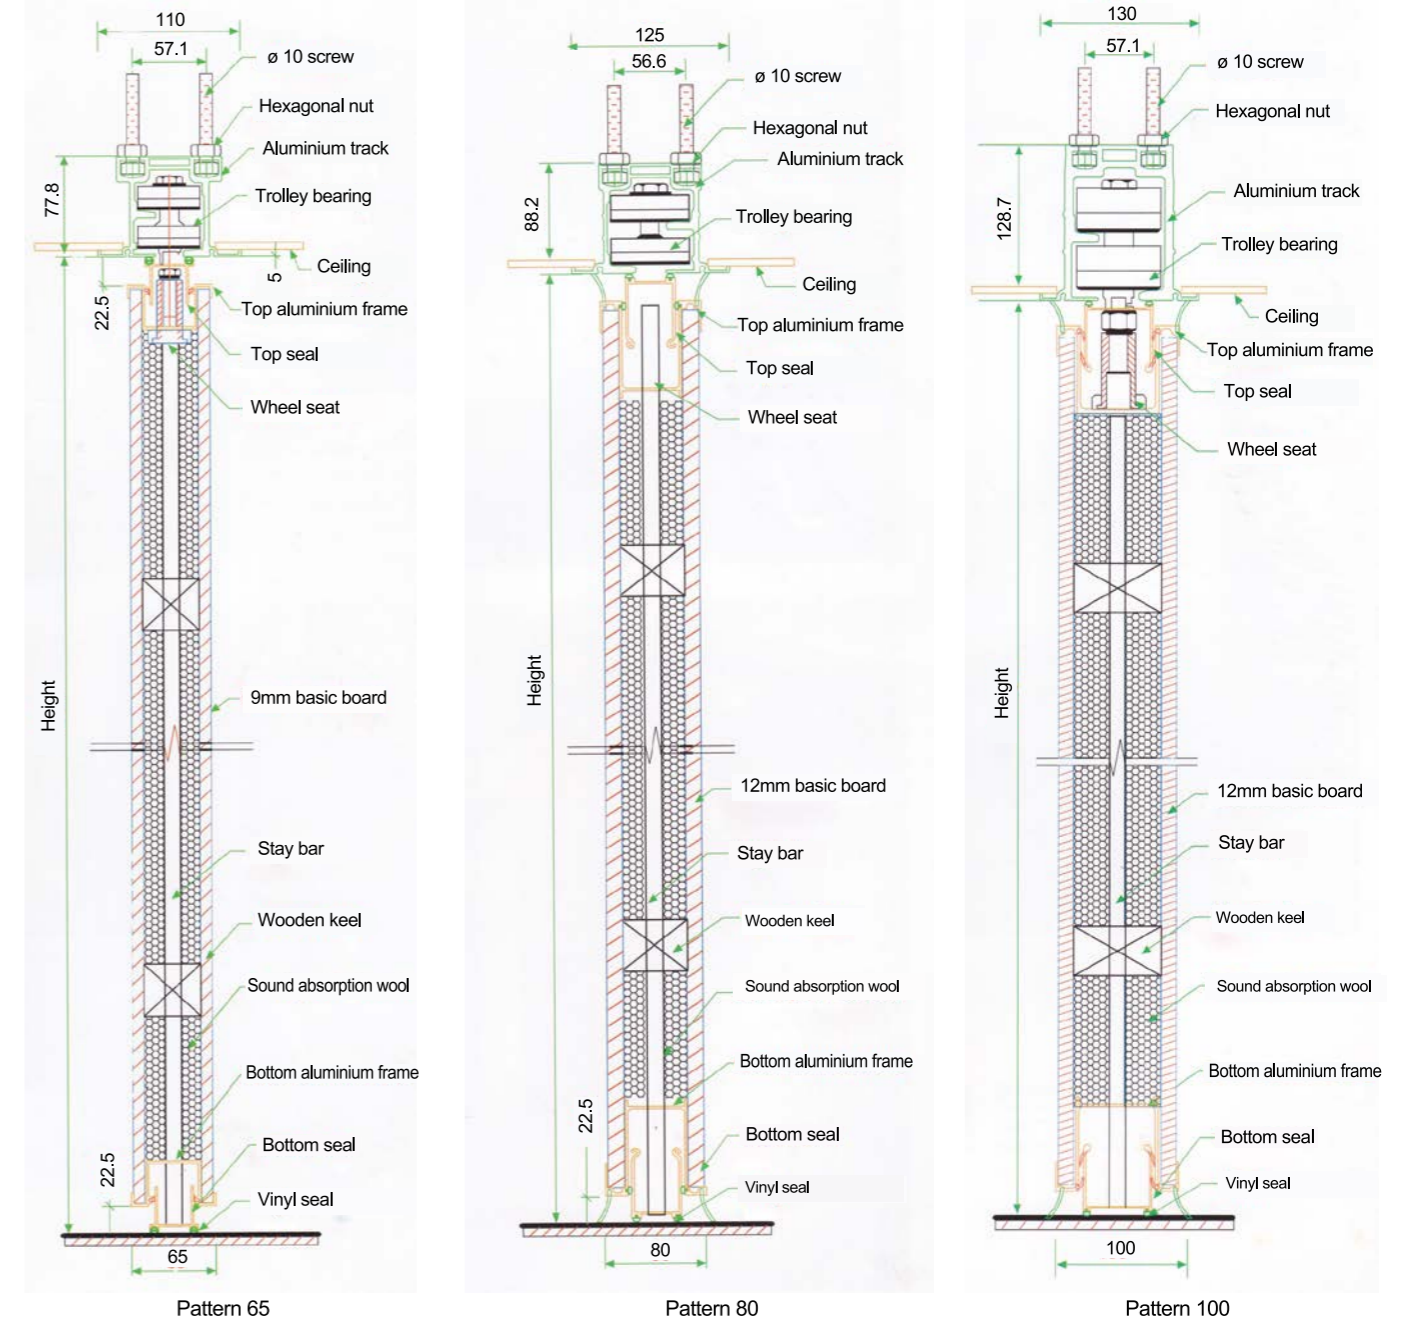 110
57.1
ø 10 screw
Hexagonal nut
Aluminium track
77.8
Trolley bearing
5
Ceiling
22.5
Top aluminium frame
Top seal
Wheel seat
Height
9mm basic board
Stay bar
Wooden keel
Sound absorption wool
Bottom aluminium frame
Bottom seal
22.5
Vinyl seal
65
Pattern 65
125
56.6
ø 10 screw
Hexagonal nut
Aluminium track
88.2
Trolley bearing
Ceiling
Top aluminium frame
Top seal
Wheel seat
Height
12mm basic board
Stay bar
Wooden keel
Sound absorption wool
Bottom aluminium frame
22.5
Bottom seal
Vinyl seal
80
Pattern 80
130
57.1
ø 10 screw
Hexagonal nut
Aluminium track
128.7
Trolley bearing
Ceiling
Top aluminium frame
Top seal
Wheel seat
Height
12mm basic board
Stay bar
Wooden keel
Sound absorption wool
Bottom aluminium frame
Bottom seal
Vinyl seal
100
Pattern 100